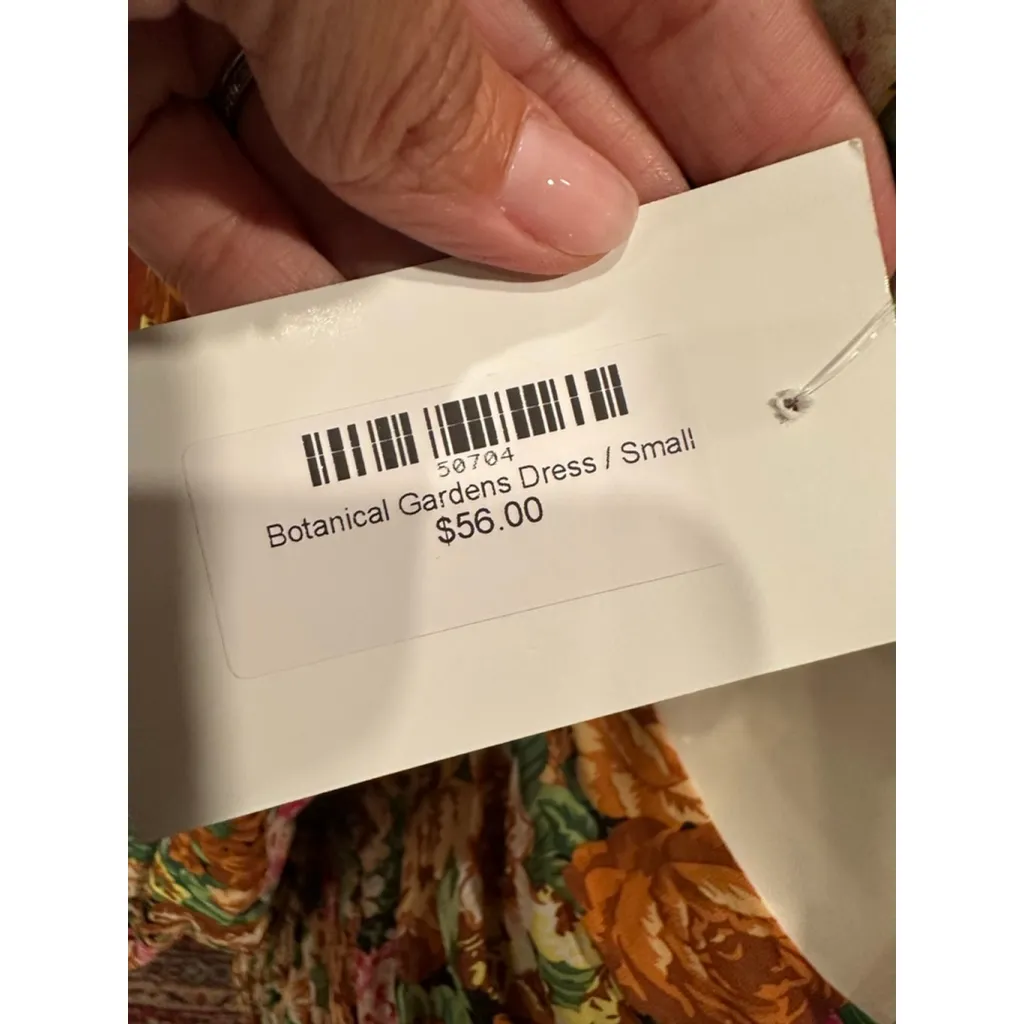 50704
Botanical Gardens Dress / Small
$56.00